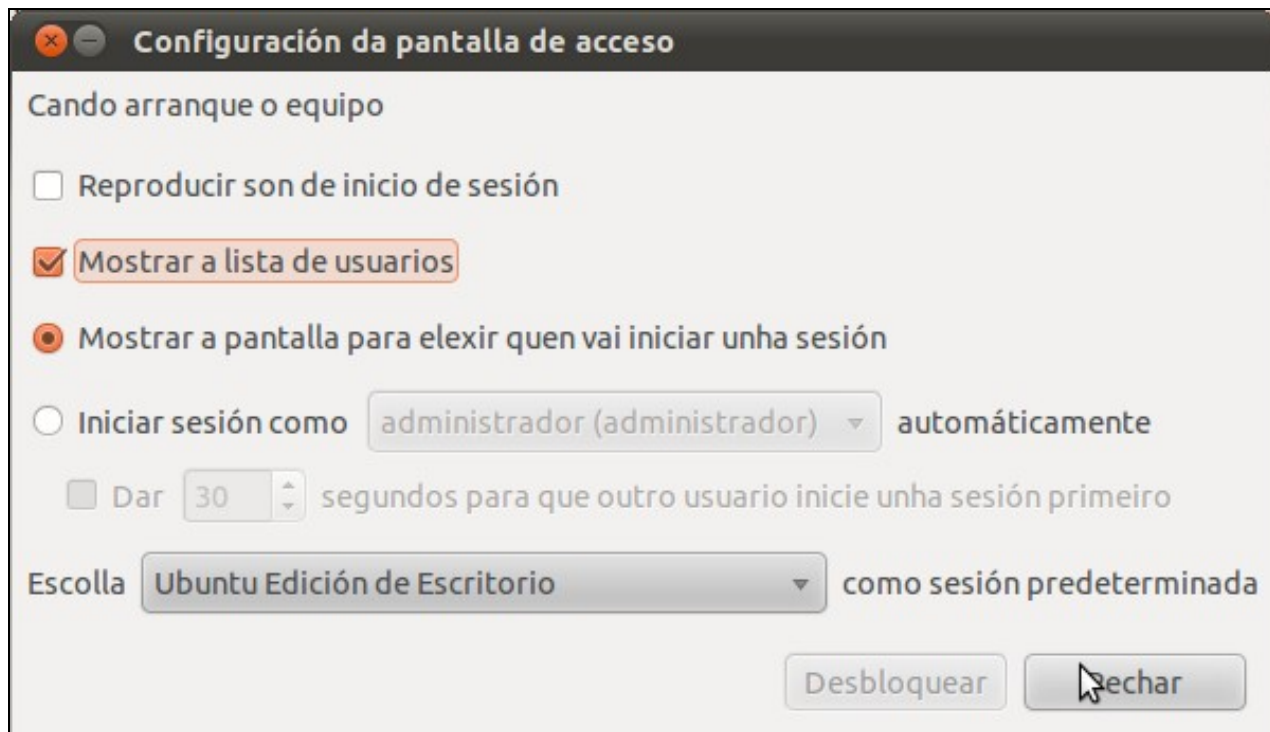 Configuración da pantalla de acceso
Cando arranque o equipo
Reproducir son de inicio de sesión
Mostrar a lista de usuarios
Mostrar a pantalla para elexir quen vai iniciar unha sesión
Iniciar sesión como administrador (administrador) automáticamente
Dar 30 segundos para que outro usuario inicie unha sesión primeiro
Escolla Ubuntu Edición de Escritorio como sesión predeterminada
Desbloquear Pechar